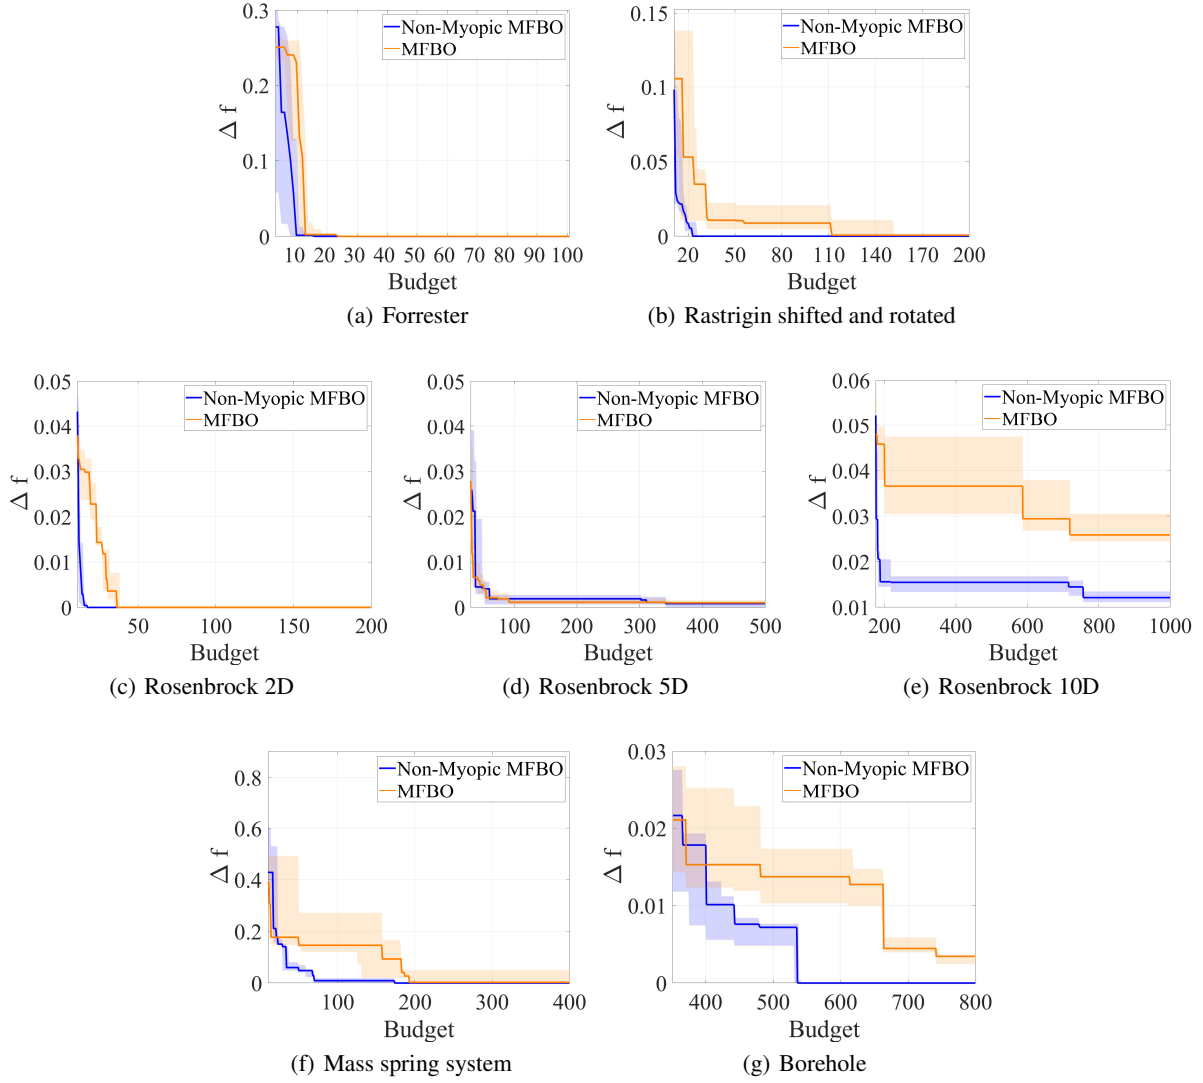 0.3
0.2
0.1
0
Δ f
Non-Myopic MFBO
MFBO
10 20 30 40 50 60 70 80 90 100
Budget
(a) Forrester
0.15
0.1
0.05
0
Δ f
Non-Myopic MFBO
MFBO
20 50 80 110 140 170 200
Budget
(b) Rastrigin shifted and rotated
0.05
0.04
0.03
0.02
0.01
0
Δ f
Non-Myopic MFBO
MFBO
50 100 150 200
Budget
(c) Rosenbrock 2D
0.05
0.04
0.03
0.02
0.01
0
Δ f
Non-Myopic MFBO
MFBO
100 200 300 400 500
Budget
(d) Rosenbrock 5D
0.06
0.05
0.04
0.03
0.02
0.01
Δ f
Non-Myopic MFBO
MFBO
200 400 600 800 1000
Budget
(e) Rosenbrock 10D
0.8
0.6
0.4
0.2
0
Δ f
Non-Myopic MFBO
MFBO
100 200 300 400
Budget
(f) Mass spring system
0.03
0.02
0.01
0
Δ f
Non-Myopic MFBO
MFBO
400 500 600 700 800
Budget
(g) Borehole